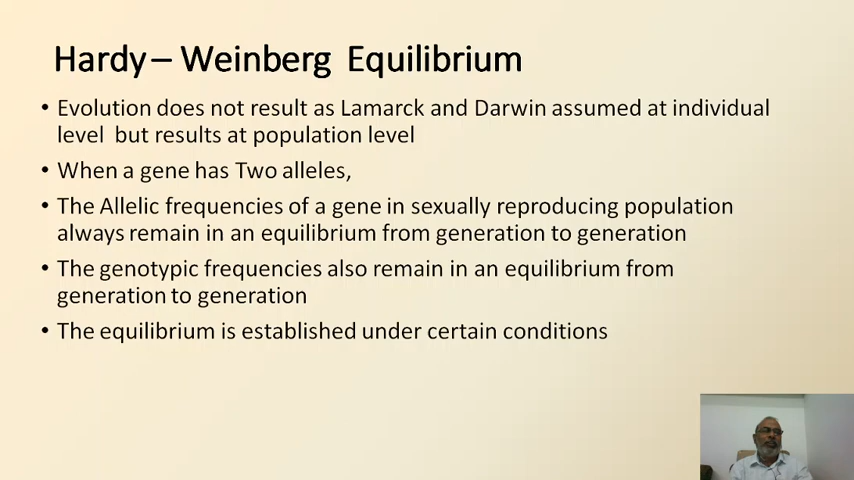 Hardy – Weinberg Equilibrium
• Evolution does not result as Lamarck and Darwin assumed at individual
level but results at population level
• When a gene has Two alleles,
• The Allelic frequencies of a gene in sexually reproducing population
always remain in an equilibrium from generation to generation
• The genotypic frequencies also remain in an equilibrium from
generation to generation
• The equilibrium is established under certain conditions